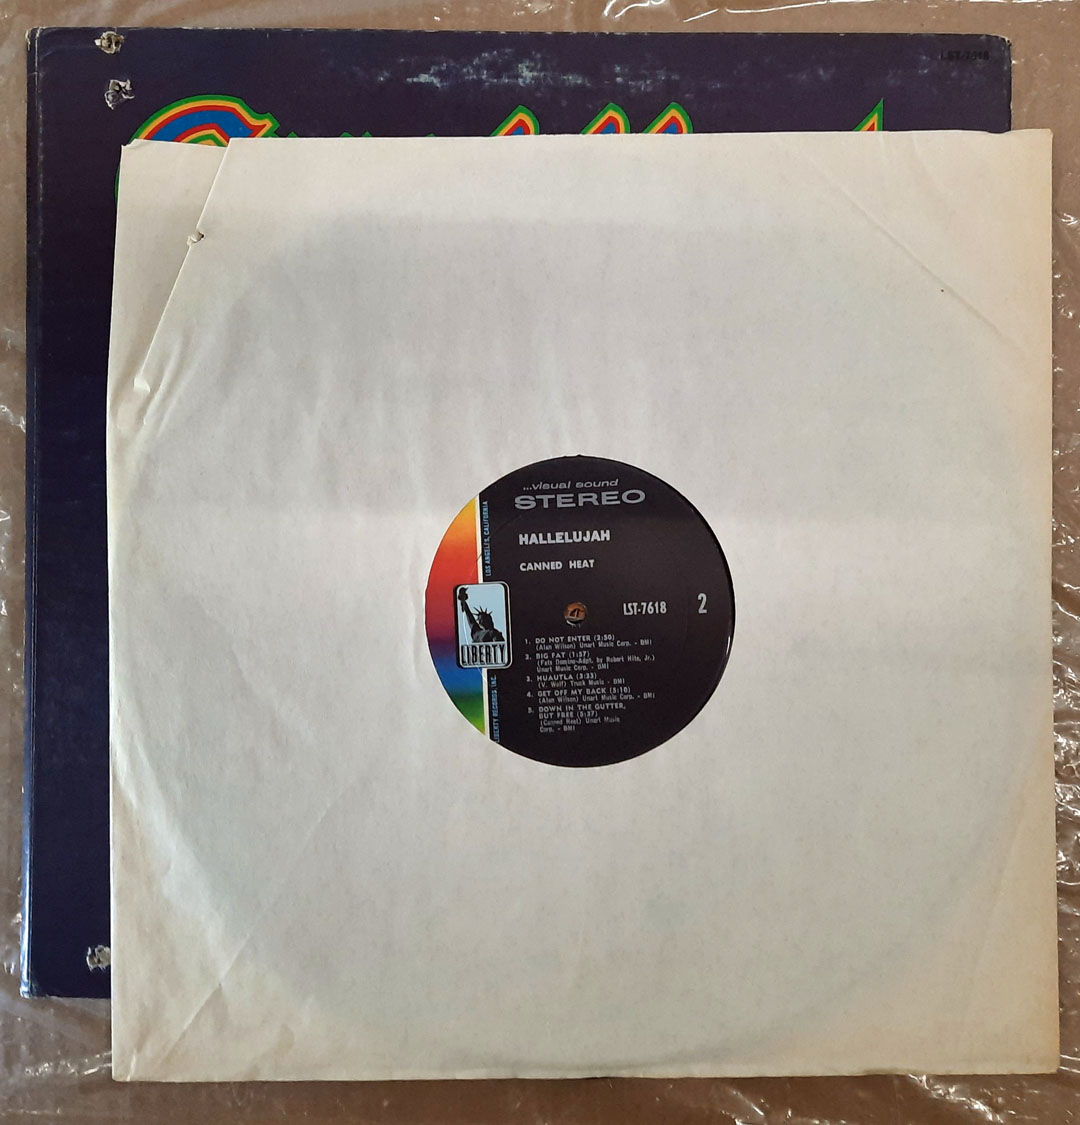 LST-7618
...visual sound
STEREO
HALLELUJAH
CANNED HEAT
LST-7618 2
1. DO NOT ENTER (2:50)
(Alan Wilson) Unart Music Corp. - BMI
2. BIG FAT (1:57)
(Fats Domino-Adpt. by Robert Hite, Jr.)
Unart Music Corp. - BMI
3. HUAUTLA (3:33)
(V. Wolf) Truck Music - BMI
4. GET OFF MY BACK (5:10)
(Alan Wilson) Unart Music Corp. - BMI
5. DOWN IN THE GUTTER,
BUT FREE (5:37)
(Canned Heat) Unart Music
Corp. - BMI
LIBERTY
LOS ANGELES, CALIFORNIA
LIBERTY RECORDS, INC.